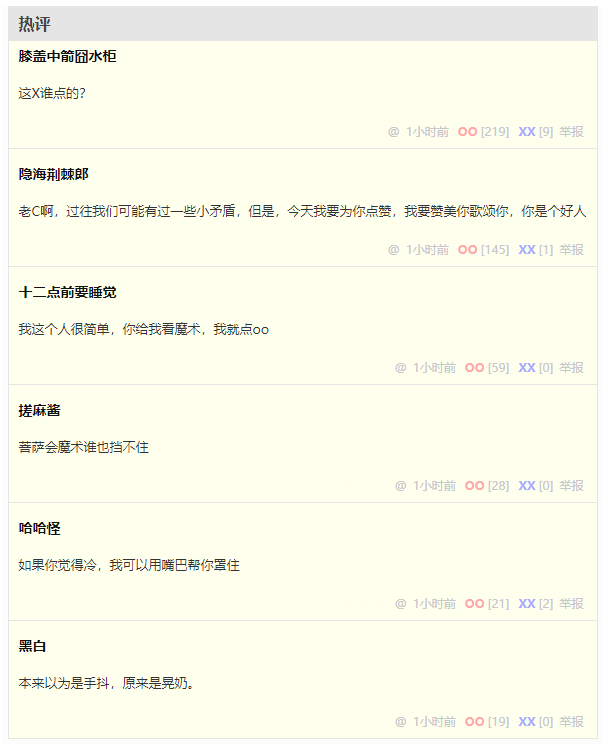 热评
膝盖中箭囧水柜
这X谁点的？
@ 1小时前 OO [219] XX [9] 举报
隐海荆棘郎
老C啊，过往我们可能有过一些小矛盾，但是，今天我要为你点赞，我要赞美你歌颂你，你是个好人
@ 1小时前 OO [145] XX [1] 举报
十二点前要睡觉
我这个人很简单，你给我看魔术，我就点oo
@ 1小时前 OO [59] XX [0] 举报
搓麻酱
菩萨会魔术谁也挡不住
@ 1小时前 OO [28] XX [0] 举报
哈哈怪
如果你觉得冷，我可以用嘴巴帮你罩住
@ 1小时前 OO [21] XX [2] 举报
黑白
本来以为是手抖，原来是晃奶。
@ 1小时前 OO [19] XX [0] 举报